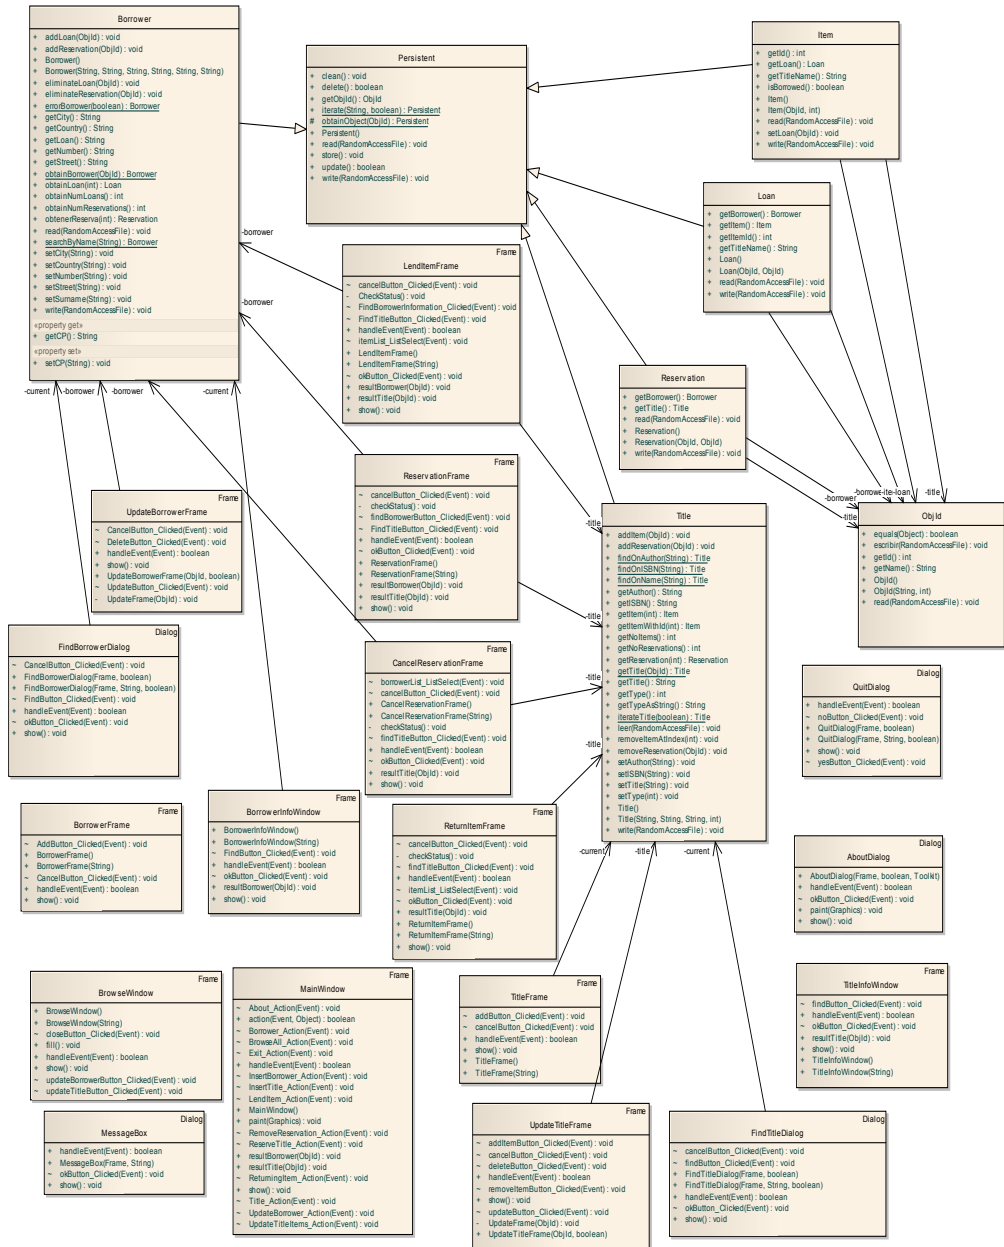 Borrower
+ addLoan(ObjId) : void
+ addReservation(ObjId) : void
+ Borrower()
+ Borrower(String, String, String, String, String, String)
+ eliminateLoan(ObjId) : void
+ eliminateReservation(ObjId) : void
+ errorBorrower(boolean) : Borrower
+ getCity() : String
+ getCountry() : String
+ getLoan() : String
+ getNumber() : String
+ getStreet() : String
+ obtainBorrower(ObjId) : Borrower
+ obtainLoan(int) : Loan
+ obtainNumLoans() : int
+ obtainNumReservations() : int
+ obtenerReserva(int) : Reservation
+ read(RandomAccessFile) : void
+ searchByName(String) : Borrower
+ setCity(String) : void
+ setCountry(String) : void
+ setNumber(String) : void
+ setStreet(String) : void
+ setSurname(String) : void
+ write(RandomAccessFile) : void
«property get»
+ getCP() : String
«property set»
+ setCP(String) : void
Persistent
+ clean() : void
+ delete() : boolean
+ getObjId() : ObjId
+ iterate(String, boolean) : Persistent
# obtainObject(ObjId) : Persistent
+ Persistent()
+ read(RandomAccessFile) : void
+ store() : void
+ update() : boolean
+ write(RandomAccessFile) : void
Item
+ getId() : int
+ getLoan() : Loan
+ getTitleName() : String
+ isBorrowed() : boolean
+ Item()
+ Item(ObjId, int)
+ read(RandomAccessFile) : void
+ setLoan(ObjId) : void
+ write(RandomAccessFile) : void
Loan
+ getBorrower() : Borrower
+ getItem() : Item
+ getItemId() : int
+ getTitleName() : String
+ Loan()
+ Loan(ObjId, ObjId)
+ read(RandomAccessFile) : void
+ write(RandomAccessFile) : void
-borrower
Frame
LendItemFrame
~ cancelButton_Clicked(Event) : void
- CheckStatus() : void
~ FindBorrowerInformation_Clicked(Event) : void
~ FindTitleButton_Clicked(Event) : void
+ handleEvent(Event) : boolean
~ itemList_ListSelect(Event) : void
+ LendItemFrame()
+ LendItemFrame(String)
~ okButton_Clicked(Event) : void
+ resultBorrower(ObjId) : void
+ resultTitle(ObjId) : void
+ show() : void
-borrower
Reservation
+ getBorrower() : Borrower
+ getTitle() : Title
+ read(RandomAccessFile) : void
+ Reservation()
+ Reservation(ObjId, ObjId)
+ write(RandomAccessFile) : void
-current
-borrower
-borrower
-current
Frame
ReservationFrame
~ cancelButton_Clicked(Event) : void
- checkStatus() : void
~ findBorrowerButton_Clicked(Event) : void
~ FindTitleButton_Clicked(Event) : void
+ handleEvent(Event) : boolean
~ okButton_Clicked(Event) : void
+ ReservationFrame()
+ ReservationFrame(String)
+ resultBorrower(ObjId) : void
+ resultTitle(ObjId) : void
+ show() : void
Frame
UpdateBorrowerFrame
~ CancelButton_Clicked(Event) : void
~ DeleteButton_Clicked(Event) : void
+ handleEvent(Event) : boolean
+ show() : void
+ UpdateBorrowerFrame(ObjId, boolean)
~ UpdateButton_Clicked(Event) : void
- UpdateFrame(ObjId) : void
-title
Title
+ addItem(ObjId) : void
+ addReservation(ObjId) : void
+ findOnAuthor(String) : Title
+ findOnISBN(String) : Title
+ findOnName(String) : Title
+ getAuthor() : String
+ getISBN() : String
+ getItem(int) : Item
+ getItemWithId(int) : Item
+ getNoItems() : int
+ getNoReservations() : int
+ getReservation(int) : Reservation
+ getTitle(ObjId) : Title
+ getTitle() : String
+ getType() : int
+ getTypeAsString() : String
+ iterateTitle(boolean) : Title
+ leer(RandomAccessFile) : void
+ removeItemAtIndex(int) : void
+ removeReservation(ObjId) : void
+ setAuthor(String) : void
+ setISBN(String) : void
+ setTitle(String) : void
+ setType(int) : void
+ Title()
+ Title(String, String, String, int)
+ write(RandomAccessFile) : void
-borrower
-loan
-title
-borrower
-title
ObjId
+ equals(Object) : boolean
+ escribir(RandomAccessFile) : void
+ getId() : int
+ getName() : String
+ ObjId()
+ ObjId(String, int)
+ read(RandomAccessFile) : void
Dialog
FindBorrowerDialog
~ CancelButton_Clicked(Event) : void
+ FindBorrowerDialog(Frame, boolean)
+ FindBorrowerDialog(Frame, String, boolean)
~ FindButton_Clicked(Event) : void
+ handleEvent(Event) : boolean
~ okButton_Clicked(Event) : void
+ show() : void
-title
Frame
CancelReservationFrame
~ borrowerList_ListSelect(Event) : void
~ cancelButton_Clicked(Event) : void
+ CancelReservationFrame()
+ CancelReservationFrame(String)
- checkStatus() : void
~ findTitleButton_Clicked(Event) : void
+ handleEvent(Event) : boolean
~ okButton_Clicked(Event) : void
+ resultTitle(ObjId) : void
+ show() : void
-title
Dialog
QuitDialog
+ handleEvent(Event) : boolean
~ noButton_Clicked(Event) : void
+ QuitDialog(Frame, boolean)
+ QuitDialog(Frame, String, boolean)
+ show() : void
~ yesButton_Clicked(Event) : void
-title
Frame
BorrowerFrame
~ AddButton_Clicked(Event) : void
+ BorrowerFrame()
+ BorrowerFrame(String)
~ CancelButton_Clicked(Event) : void
+ handleEvent(Event) : boolean
+ show() : void
Frame
BorrowerInfoWindow
+ BorrowerInfoWindow()
+ BorrowerInfoWindow(String)
~ FindButton_Clicked(Event) : void
+ handleEvent(Event) : boolean
~ okButton_Clicked(Event) : void
+ resultBorrower(ObjId) : void
+ show() : void
Frame
ReturnItemFrame
~ cancelButton_Clicked(Event) : void
- checkStatus() : void
~ findTitleButton_Clicked(Event) : void
+ handleEvent(Event) : boolean
~ itemList_ListSelect(Event) : void
~ okButton_Clicked(Event) : void
+ resultTitle(ObjId) : void
+ ReturnItemFrame()
+ ReturnItemFrame(String)
+ show() : void
-current
-title
-current
Dialog
AboutDialog
+ AboutDialog(Frame, boolean, Toolkit)
+ handleEvent(Event) : boolean
~ okButton_Clicked(Event) : void
+ paint(Graphics) : void
+ show() : void
Frame
BrowseWindow
+ BrowseWindow()
+ BrowseWindow(String)
~ closeButton_Clicked(Event) : void
+ fill() : void
+ handleEvent(Event) : boolean
+ show() : void
~ updateBorrowerButton_Clicked(Event) : void
~ updateTitleButton_Clicked(Event) : void
Frame
MainWindow
~ About_Action(Event) : void
+ action(Event, Object) : boolean
~ Borrower_Action(Event) : void
~ BrowseAll_Action(Event) : void
~ Exit_Action(Event) : void
+ handleEvent(Event) : boolean
~ InsertBorrower_Action(Event) : void
~ InsertTitle_Action(Event) : void
~ LendItem_Action(Event) : void
+ MainWindow()
+ paint(Graphics) : void
~ RemoveReservation_Action(Event) : void
~ ReserveTitle_Action(Event) : void
+ resultBorrower(ObjId) : void
+ resultTitle(ObjId) : void
~ ReturningItem_Action(Event) : void
+ show() : void
~ Title_Action(Event) : void
~ UpdateBorrower_Action(Event) : void
~ UpdateTitleItems_Action(Event) : void
Frame
TitleFrame
~ addButton_Clicked(Event) : void
~ cancelButton_Clicked(Event) : void
+ handleEvent(Event) : boolean
+ show() : void
+ TitleFrame()
+ TitleFrame(String)
Frame
TitleInfoWindow
~ findButton_Clicked(Event) : void
+ handleEvent(Event) : boolean
~ okButton_Clicked(Event) : void
+ resultTitle(ObjId) : void
+ show() : void
+ TitleInfoWindow()
+ TitleInfoWindow(String)
Dialog
MessageBox
+ handleEvent(Event) : boolean
+ MessageBox(Frame, String)
~ okButton_Clicked(Event) : void
+ show() : void
Frame
UpdateTitleFrame
~ addItemButton_Clicked(Event) : void
~ cancelButton_Clicked(Event) : void
~ deleteButton_Clicked(Event) : void
+ handleEvent(Event) : boolean
~ removeItemButton_Clicked(Event) : void
+ show() : void
~ updateButton_Clicked(Event) : void
- UpdateFrame(ObjId) : void
+ UpdateTitleFrame(ObjId, boolean)
Dialog
FindTitleDialog
~ cancelButton_Clicked(Event) : void
~ findButton_Clicked(Event) : void
+ FindTitleDialog(Frame, boolean)
+ FindTitleDialog(Frame, String, boolean)
+ handleEvent(Event) : boolean
~ okButton_Clicked(Event) : void
+ show() : void